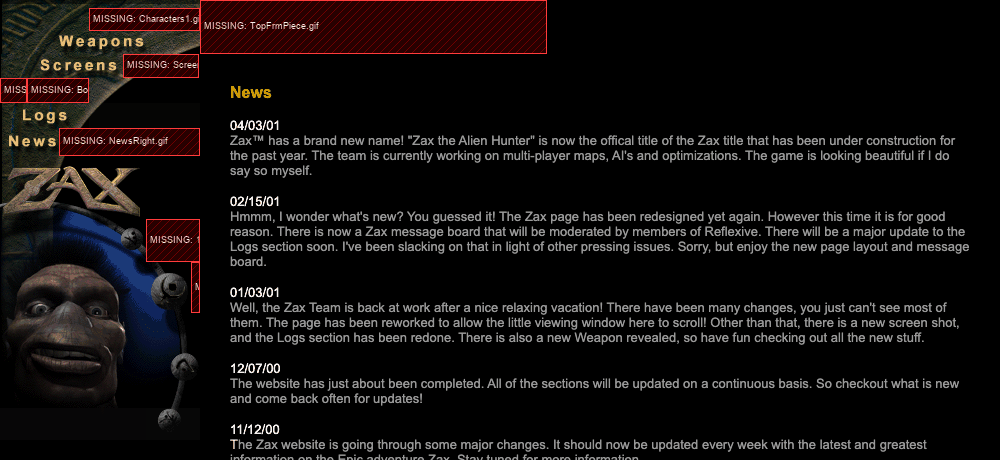 MISSING: Characters1.g
MISSING: TopFrmPiece.gif
Weapons
Screens
MISSING: Scree
MISS
MISSING: Bo
Logs
News
MISSING: NewsRight.gif
ZAX
MISSING: 1
M
News
04/03/01
Zax™ has a brand new name! "Zax the Alien Hunter" is now the offical title of the Zax title that has been under construction for
the past year. The team is currently working on multi-player maps, AI's and optimizations. The game is looking beautiful if I do
say so myself.
02/15/01
Hmmm, I wonder what's new? You guessed it! The Zax page has been redesigned yet again. However this time it is for good
reason. There is now a Zax message board that will be moderated by members of Reflexive. There will be a major update to the
Logs section soon. I've been slacking on that in light of other pressing issues. Sorry, but enjoy the new page layout and message
board.
01/03/01
Well, the Zax Team is back at work after a nice relaxing vacation! There have been many changes, you just can't see most of
them. The page has been reworked to allow the little viewing window here to scroll! Other than that, there is a new screen shot,
and the Logs section has been redone. There is also a new Weapon revealed, so have fun checking out all the new stuff.
12/07/00
The website has just about been completed. All of the sections will be updated on a continuous basis. So checkout what is new
and come back often for updates!
11/12/00
The Zax website is going through some major changes. It should now be updated every week with the latest and greatest
information on the Epic adventure Zax. Stay tuned for more information.